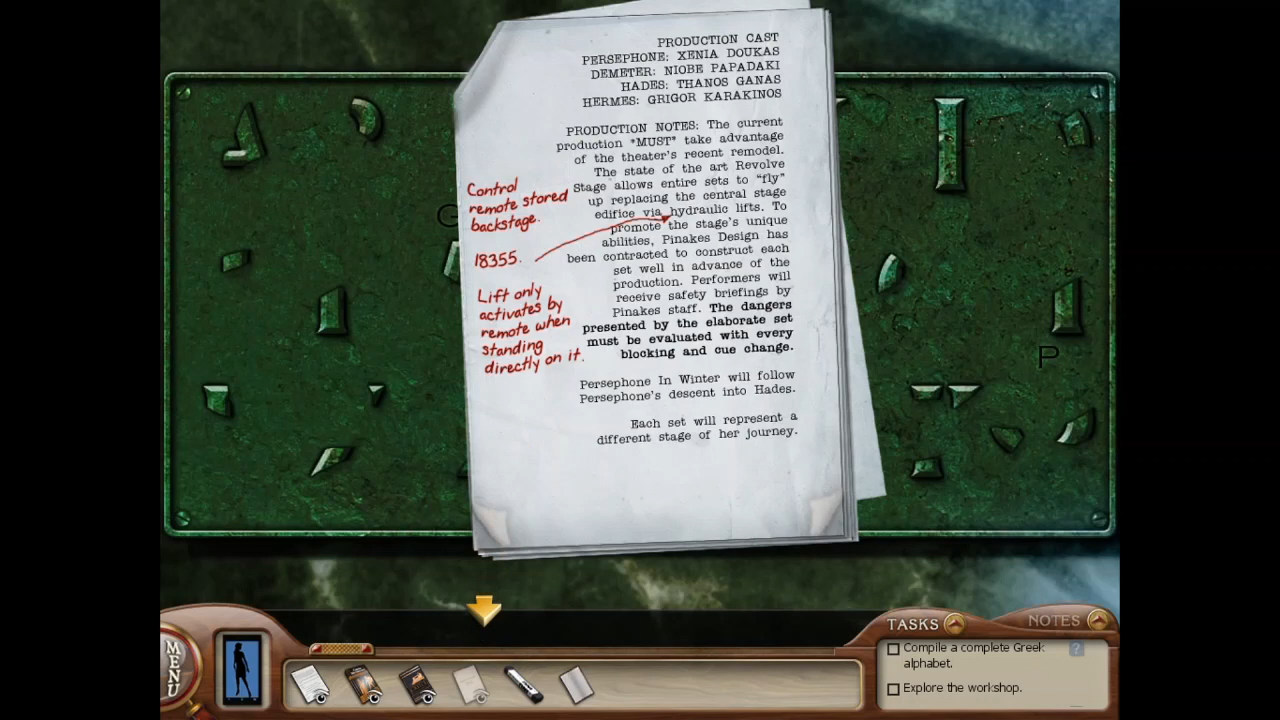 PRODUCTION CAST
PERSEPHONE: XENIA DOUKAS
DEMETER: NIOBE PAPADAKI
HADES: THANOS GANAS
HERMES: GRIGOR KARAKINOS
PRODUCTION NOTES: The current
production *MUST* take advantage
of the theater's recent remodel.
The state of the art Revolve
Stage allows entire sets to "fly"
up replacing the central stage
edifice via hydraulic lifts. To
promote the stage's unique
abilities, Pinakes Design has
been contracted to construct each
set well in advance of the
production. Performers will
receive safety briefings by
Pinakes staff. The dangers
presented by the elaborate set
must be evaluated with every
blocking and cue change.
Persephone In Winter will follow
Persephone's descent into Hades.
Each set will represent a
different stage of her journey.
Control
remote stored
backstage.
18355.
Lift only
activates by
remote when
standing
directly on it.
G
P
MENU
TASKS
NOTES
Compile a complete Greek
alphabet.
?
Explore the workshop.